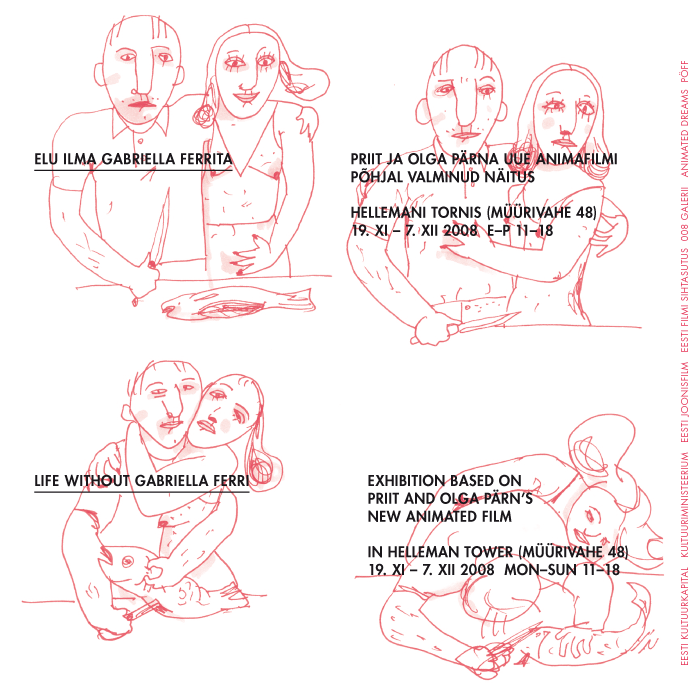 ELU ILMA GABRIELLA FERRITA
PRIIT JA OLGA PÄRNA UUE ANIMAFILMI
PÕHJAL VALMINUD NÄITUS
HELLEMANI TORNIS (MÜÜRIVAHE 48)
19. XI – 7. XII 2008 E–P 11–18
LIFE WITHOUT GABRIELLA FERRI
EXHIBITION BASED ON
PRIIT AND OLGA PÄRN'S
NEW ANIMATED FILM
IN HELLEMAN TOWER (MÜÜRIVAHE 48)
19. XI – 7. XII 2008 MON–SUN 11–18
EESTI KULTUURKAPITAL KULTUURIMINISTEERIUM EESTI JOONISFILM EESTI FILMI SIHTASUTUS 008 GALERII ANIMATED DREAMS PÖFF